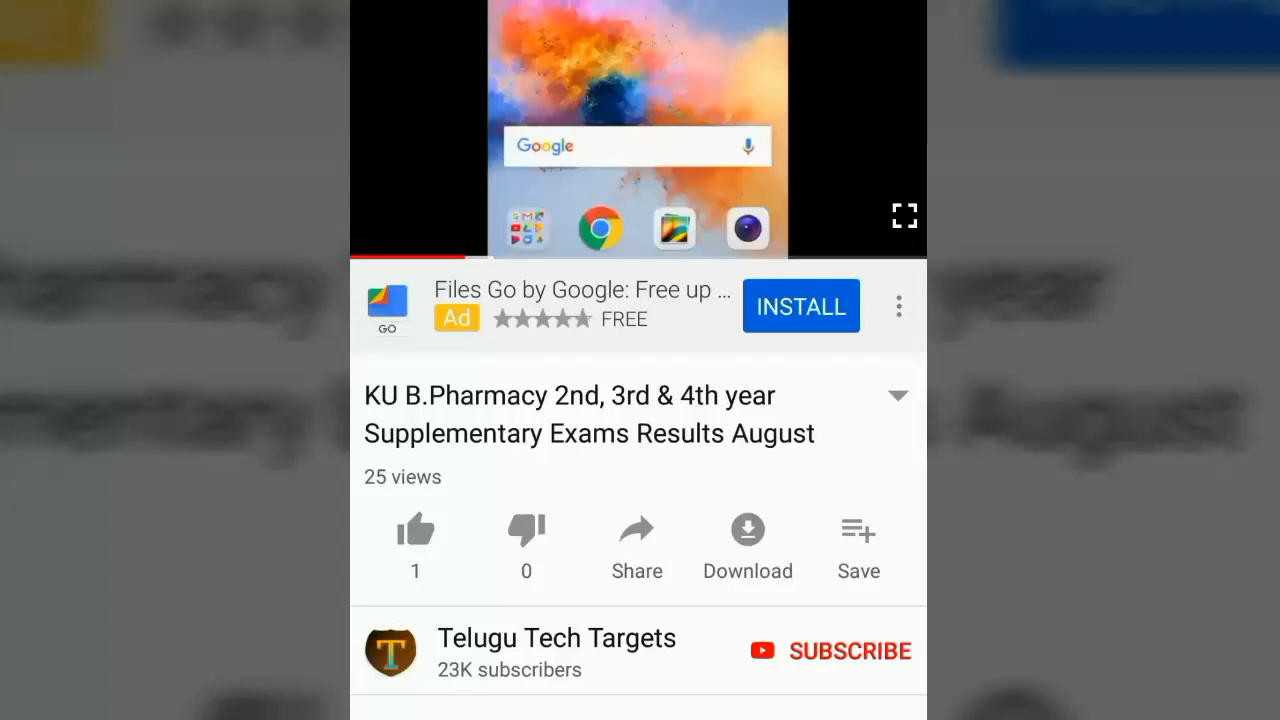 Google
Files Go by Google: Free up ...
GO
Ad
FREE
INSTALL
KU B.Pharmacy 2nd, 3rd & 4th year
Supplementary Exams Results August
25 views
1
0
Share
Download
Save
T
Telugu Tech Targets
23K subscribers
SUBSCRIBE